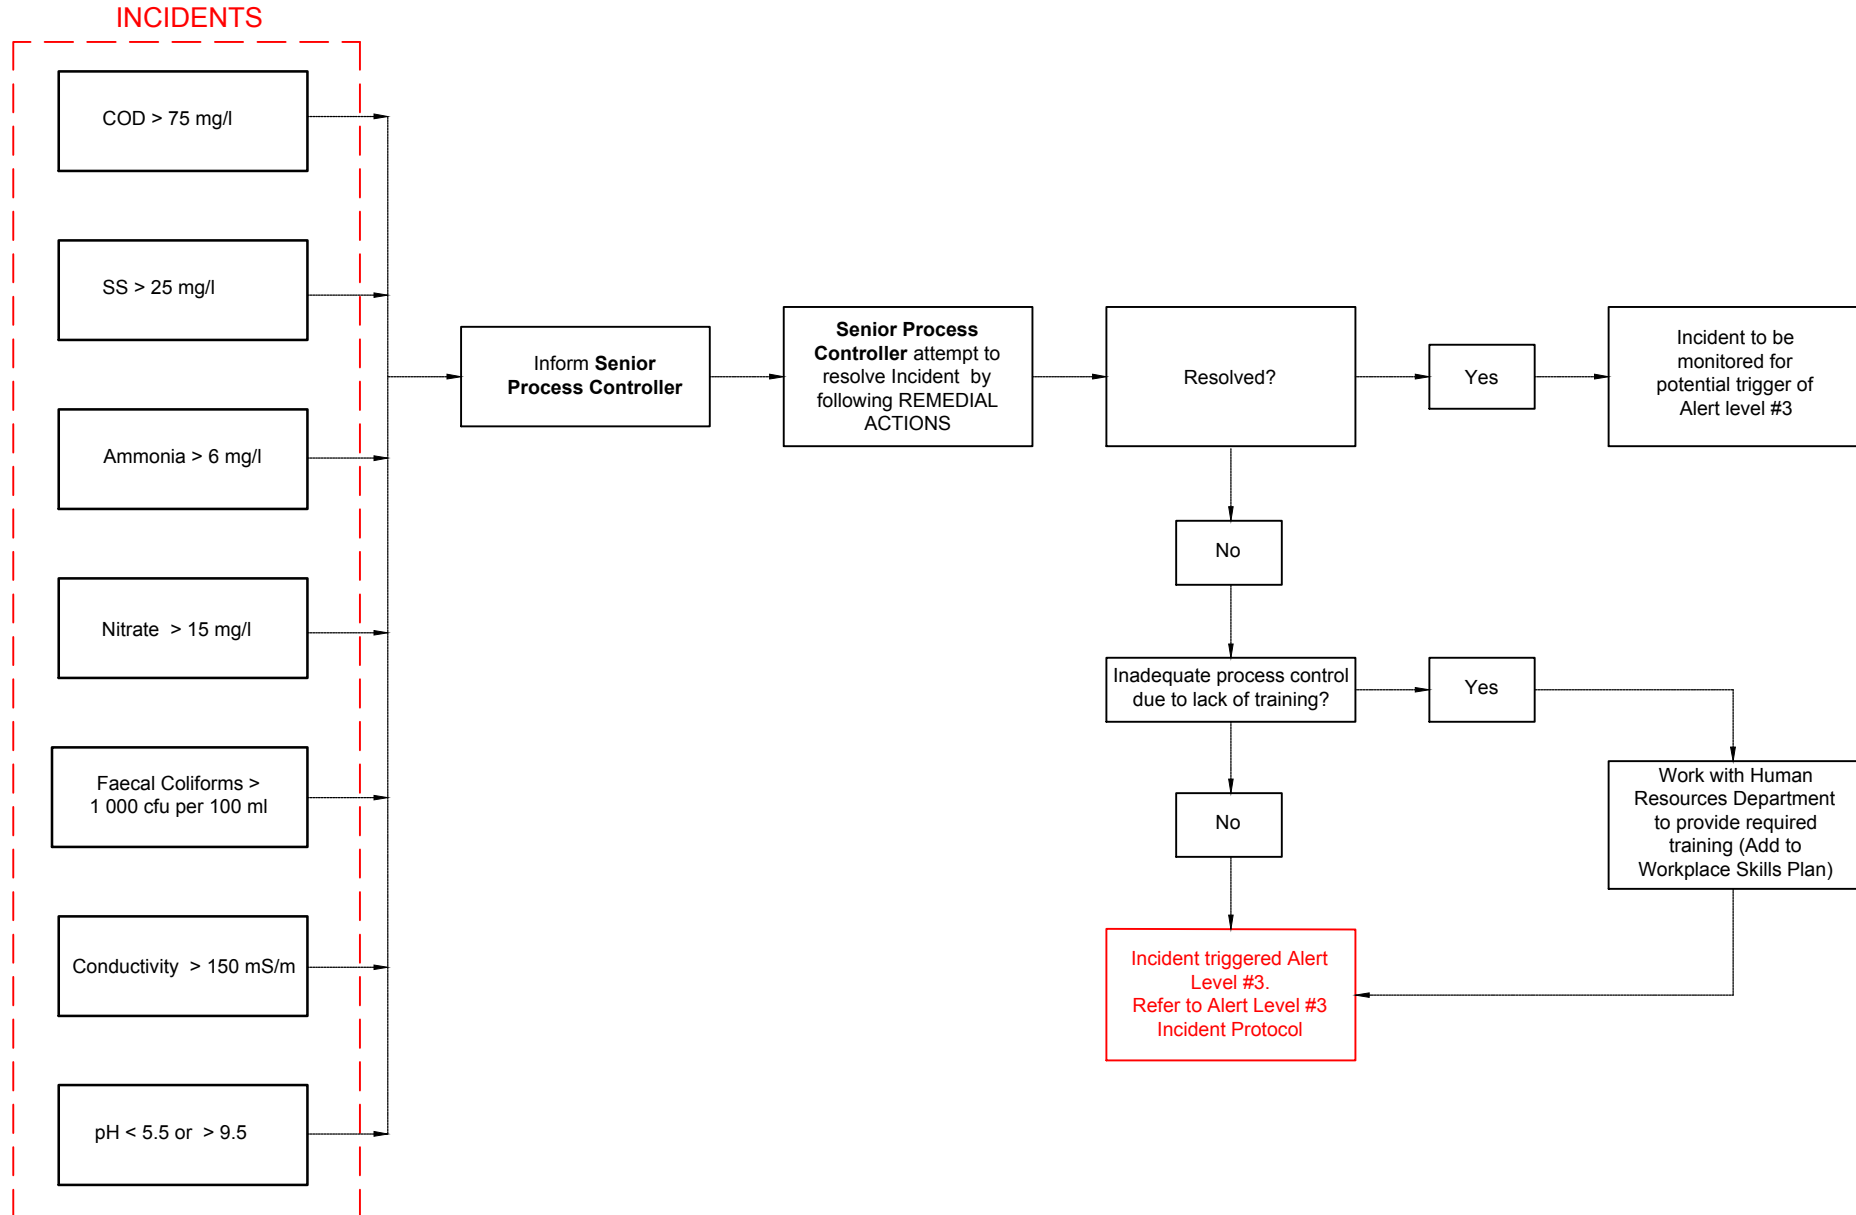 INCIDENTS
COD > 75 mg/l
SS > 25 mg/l
Ammonia > 6 mg/l
Nitrate > 15 mg/l
Faecal Coliforms >
1 000 cfu per 100 ml
Conductivity > 150 mS/m
pH < 5.5 or > 9.5
Inform Senior
Process Controller
Senior Process
Controller attempt to
resolve Incident by
following REMEDIAL
ACTIONS
Resolved?
Yes
Incident to be
monitored for
potential trigger of
Alert level #3
No
Inadequate process control
due to lack of training?
Yes
Work with Human
Resources Department
to provide required
training (Add to
Workplace Skills Plan)
No
Incident triggered Alert
Level #3.
Refer to Alert Level #3
Incident Protocol